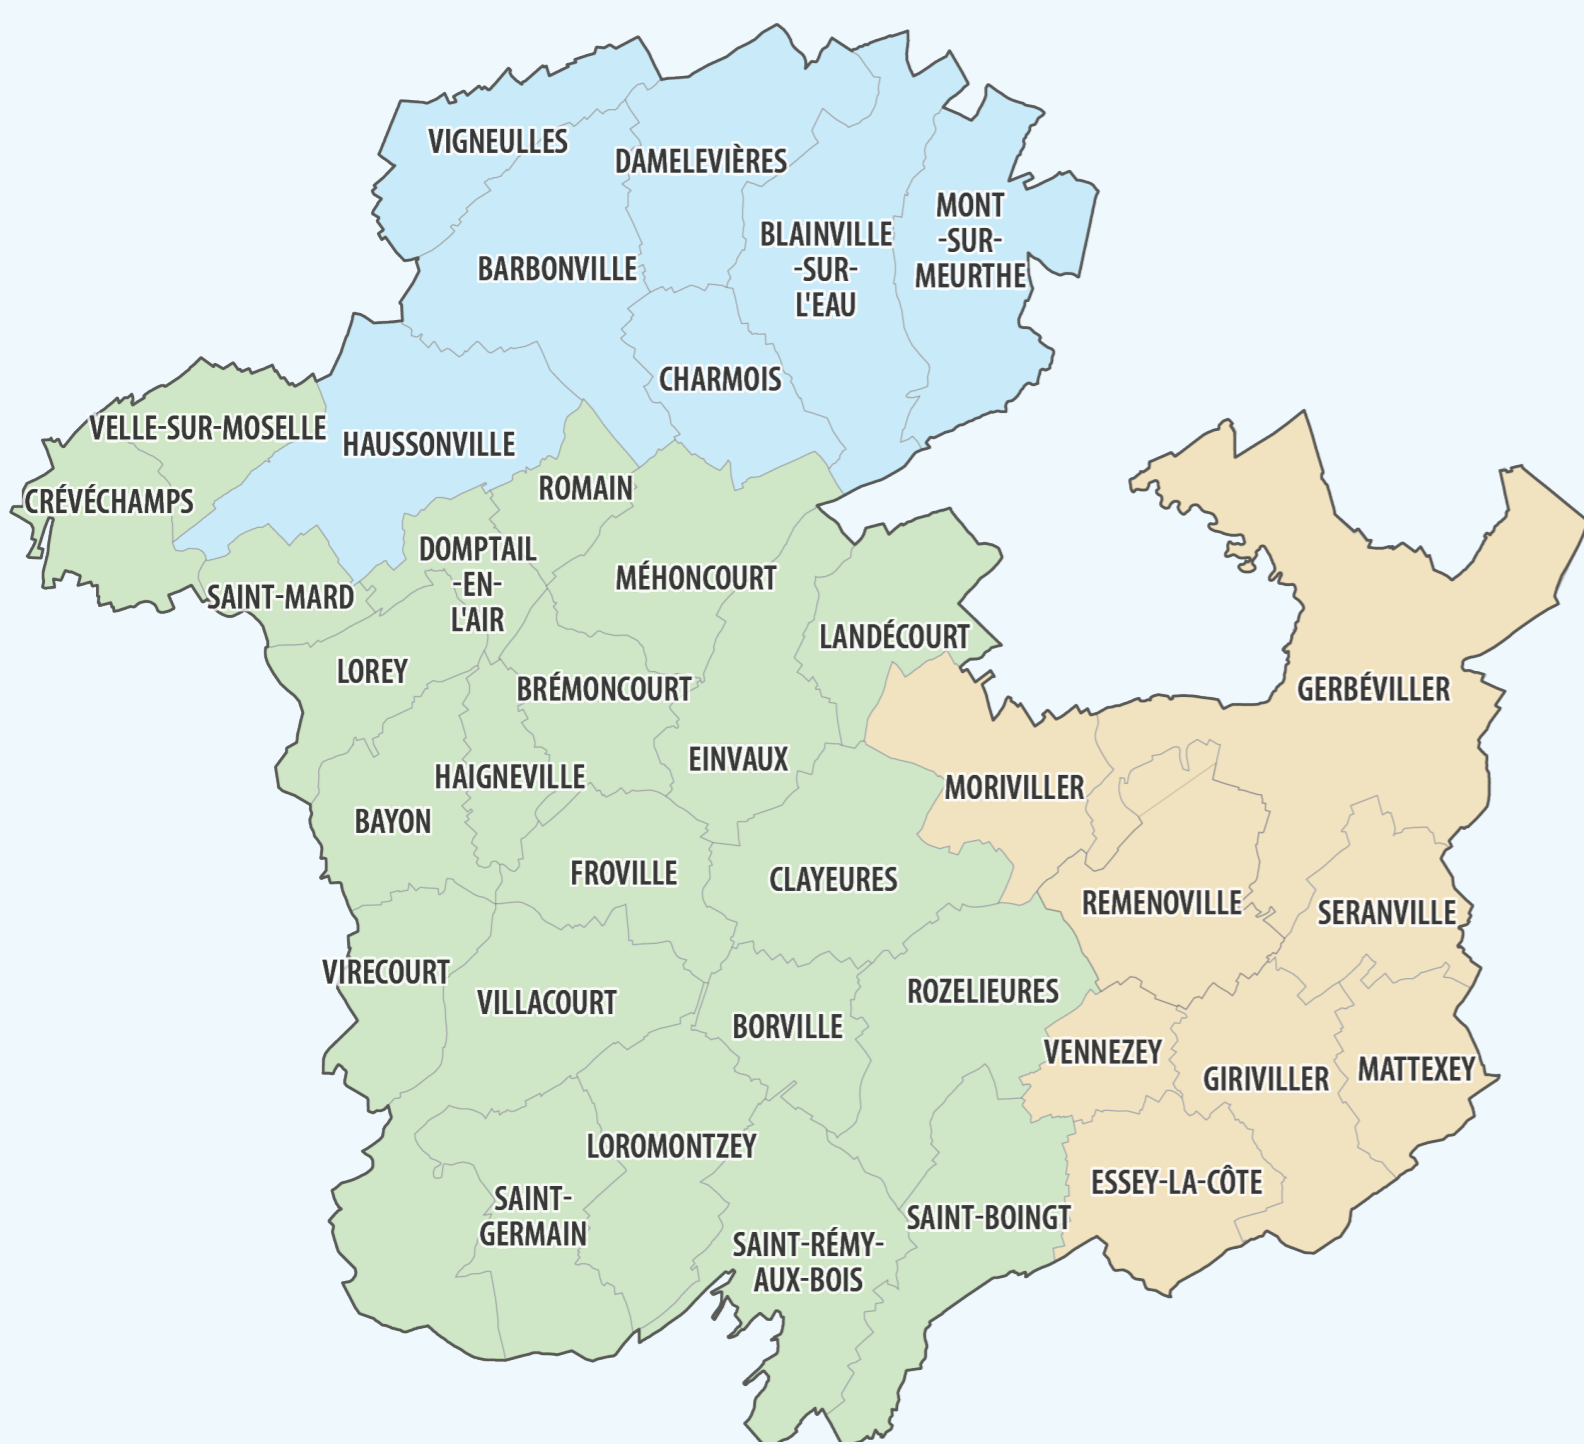 VIGNEULLES
DAMELEVIÈRES
MONT
-SUR-
MEURTHE
BLAINVILLE
-SUR-
L'EAU
BARBONVILLE
CHARMOIS
VELLE-SUR-MOSELLE
HAUSSONVILLE
CRÉVÉCHAMPS
ROMAIN
DOMPTAIL
-EN-
L'AIR
MÉHONCOURT
SAINT-MARD
LANDÉCOURT
LOREY
BRÉMONCOURT
GERBÉVILLER
EINVAUX
HAIGNEVILLE
MORIVILLER
BAYON
FROVILLE
CLAYEURES
REMENOVILLE
SERANVILLE
VIRECOURT
VILLACOURT
ROZELIEURES
BORVILLE
VENNEZEY
GIRIVILLER
MATTEXEY
LOROMONTZEY
ESSEY-LA-CÔTE
SAINT-
GERMAIN
SAINT-BOINGT
SAINT-RÉMY-
AUX-BOIS